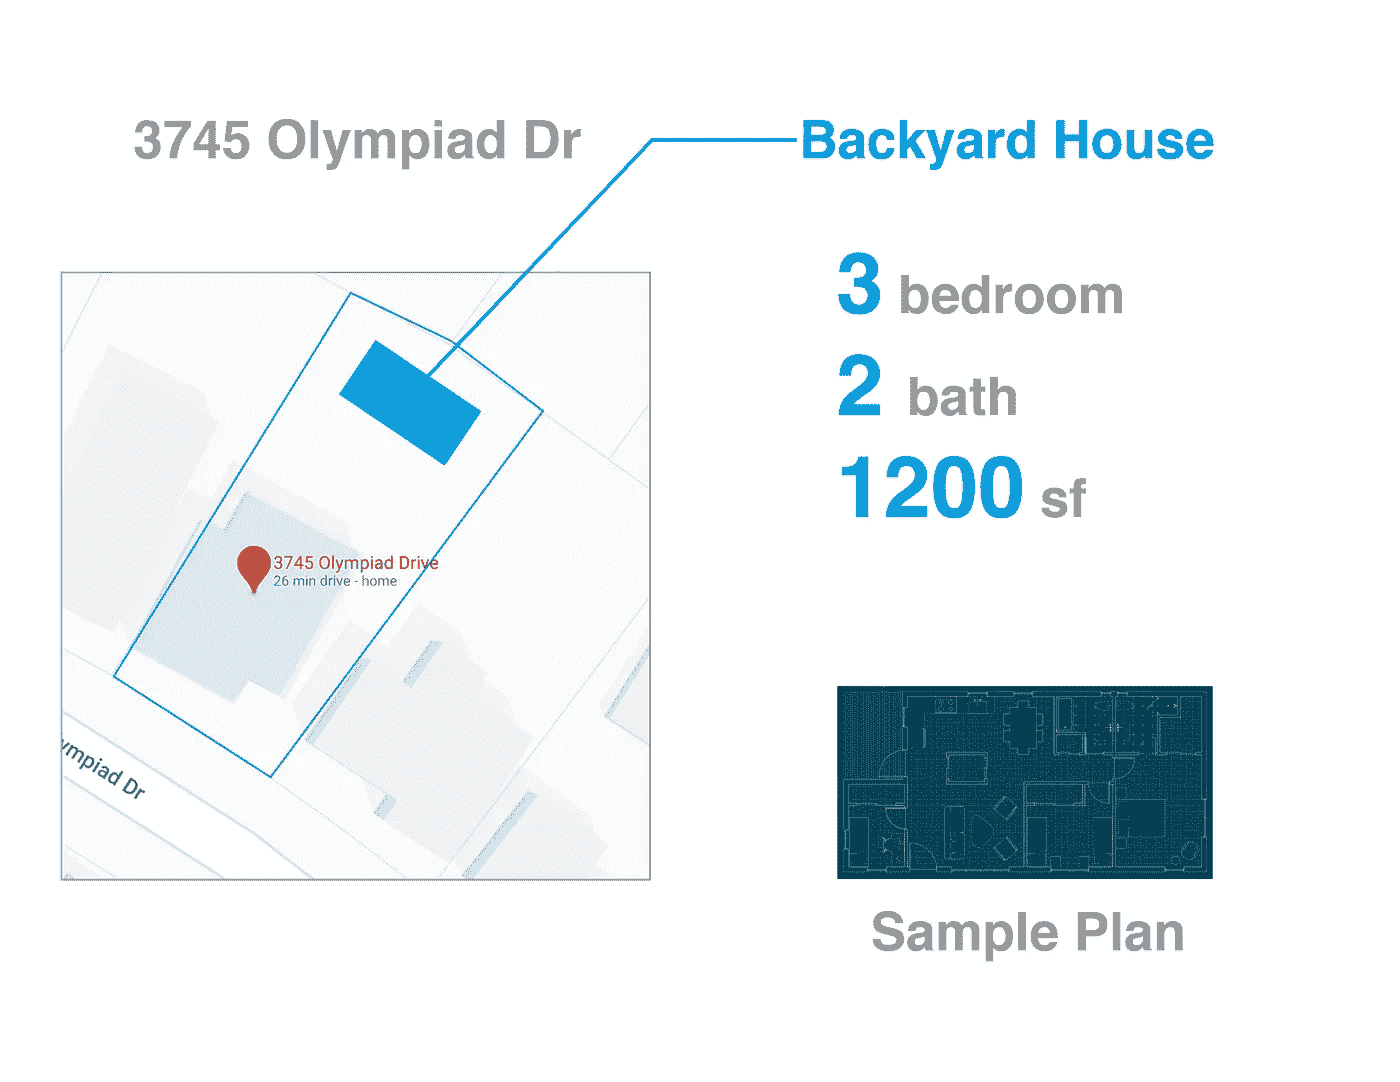 3745 Olympiad Dr
Backyard House
3 bedroom
2 bath
1200 sf
3745 Olympiad Drive
26 min drive - home
ympiad Dr
Sample Plan